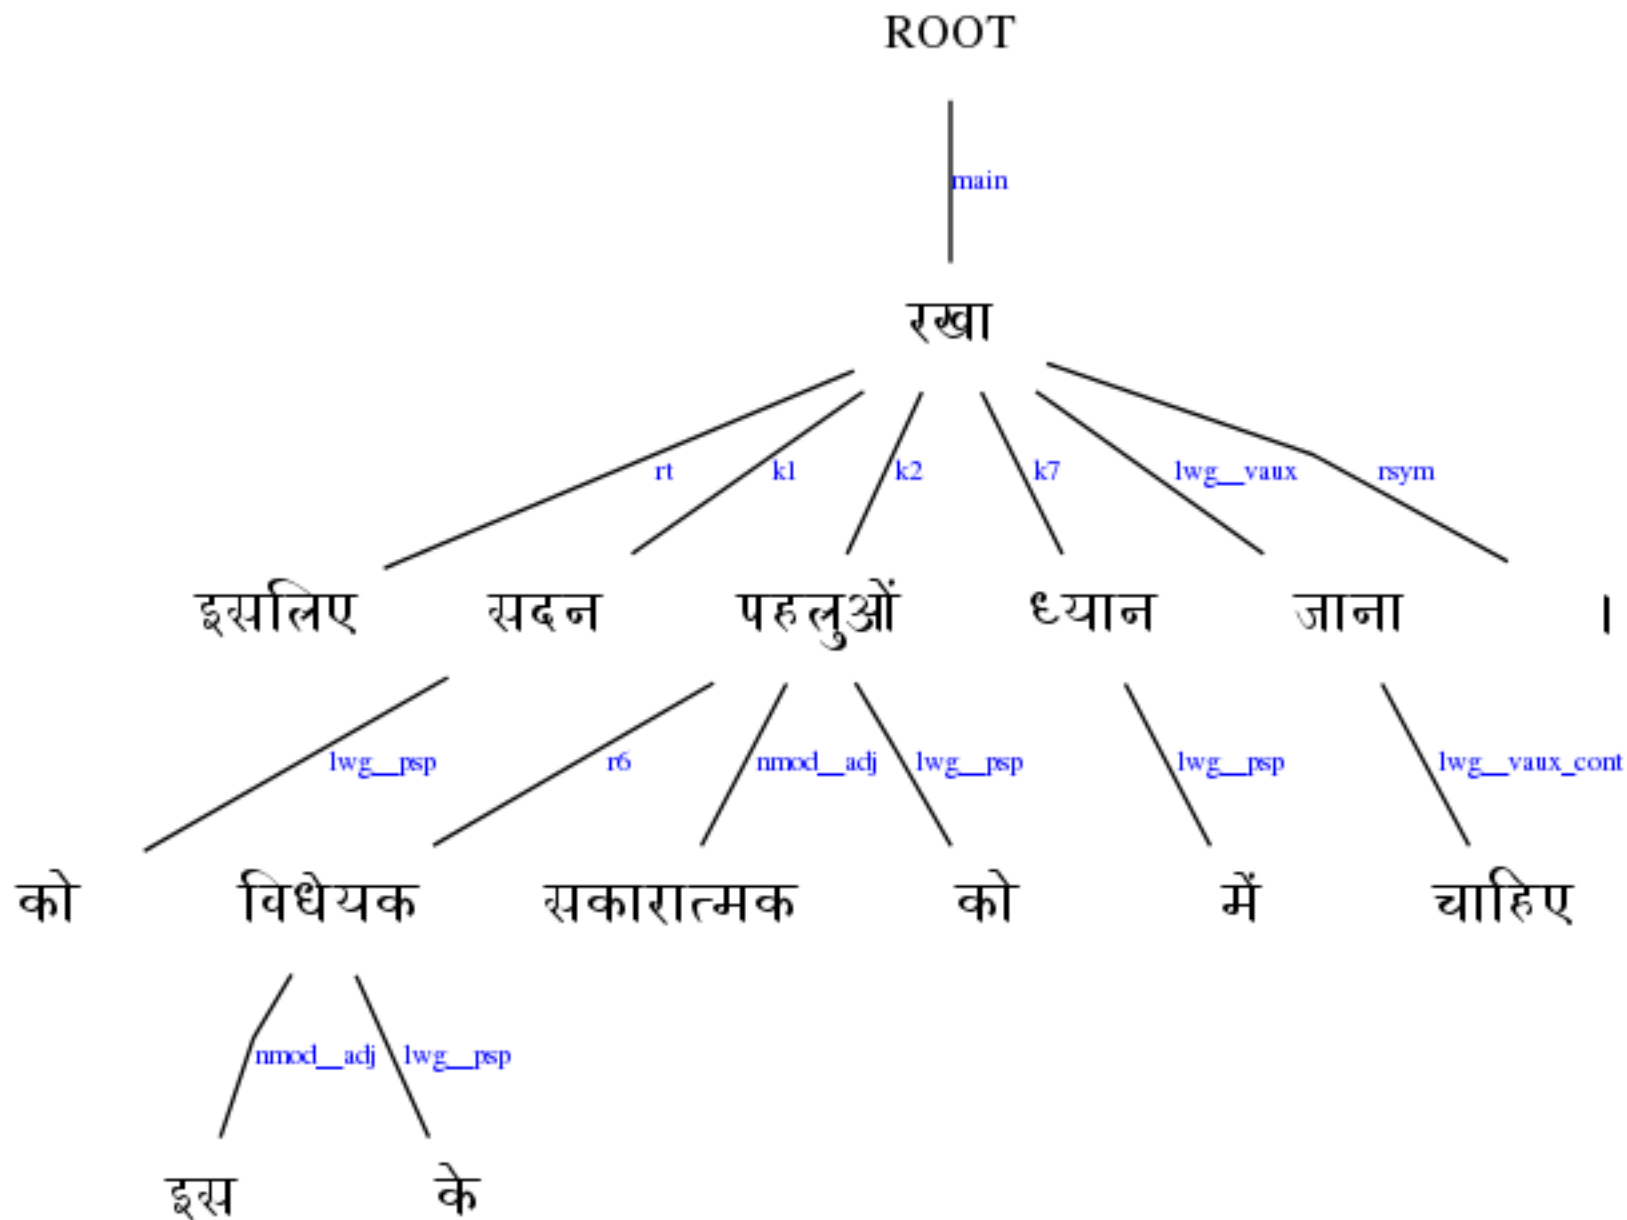 ROOT
main
रखा
rt k1 k2 k7 lwg__vaux rsym
इसलिए सदन पहलुओं ध्यान जाना ।
lwg__psp r6 nmod__adj lwg__psp lwg__psp lwg__vaux_cont
को विधेयक सकारात्मक को में चाहिए
nmod__adj lwg__psp
इस के